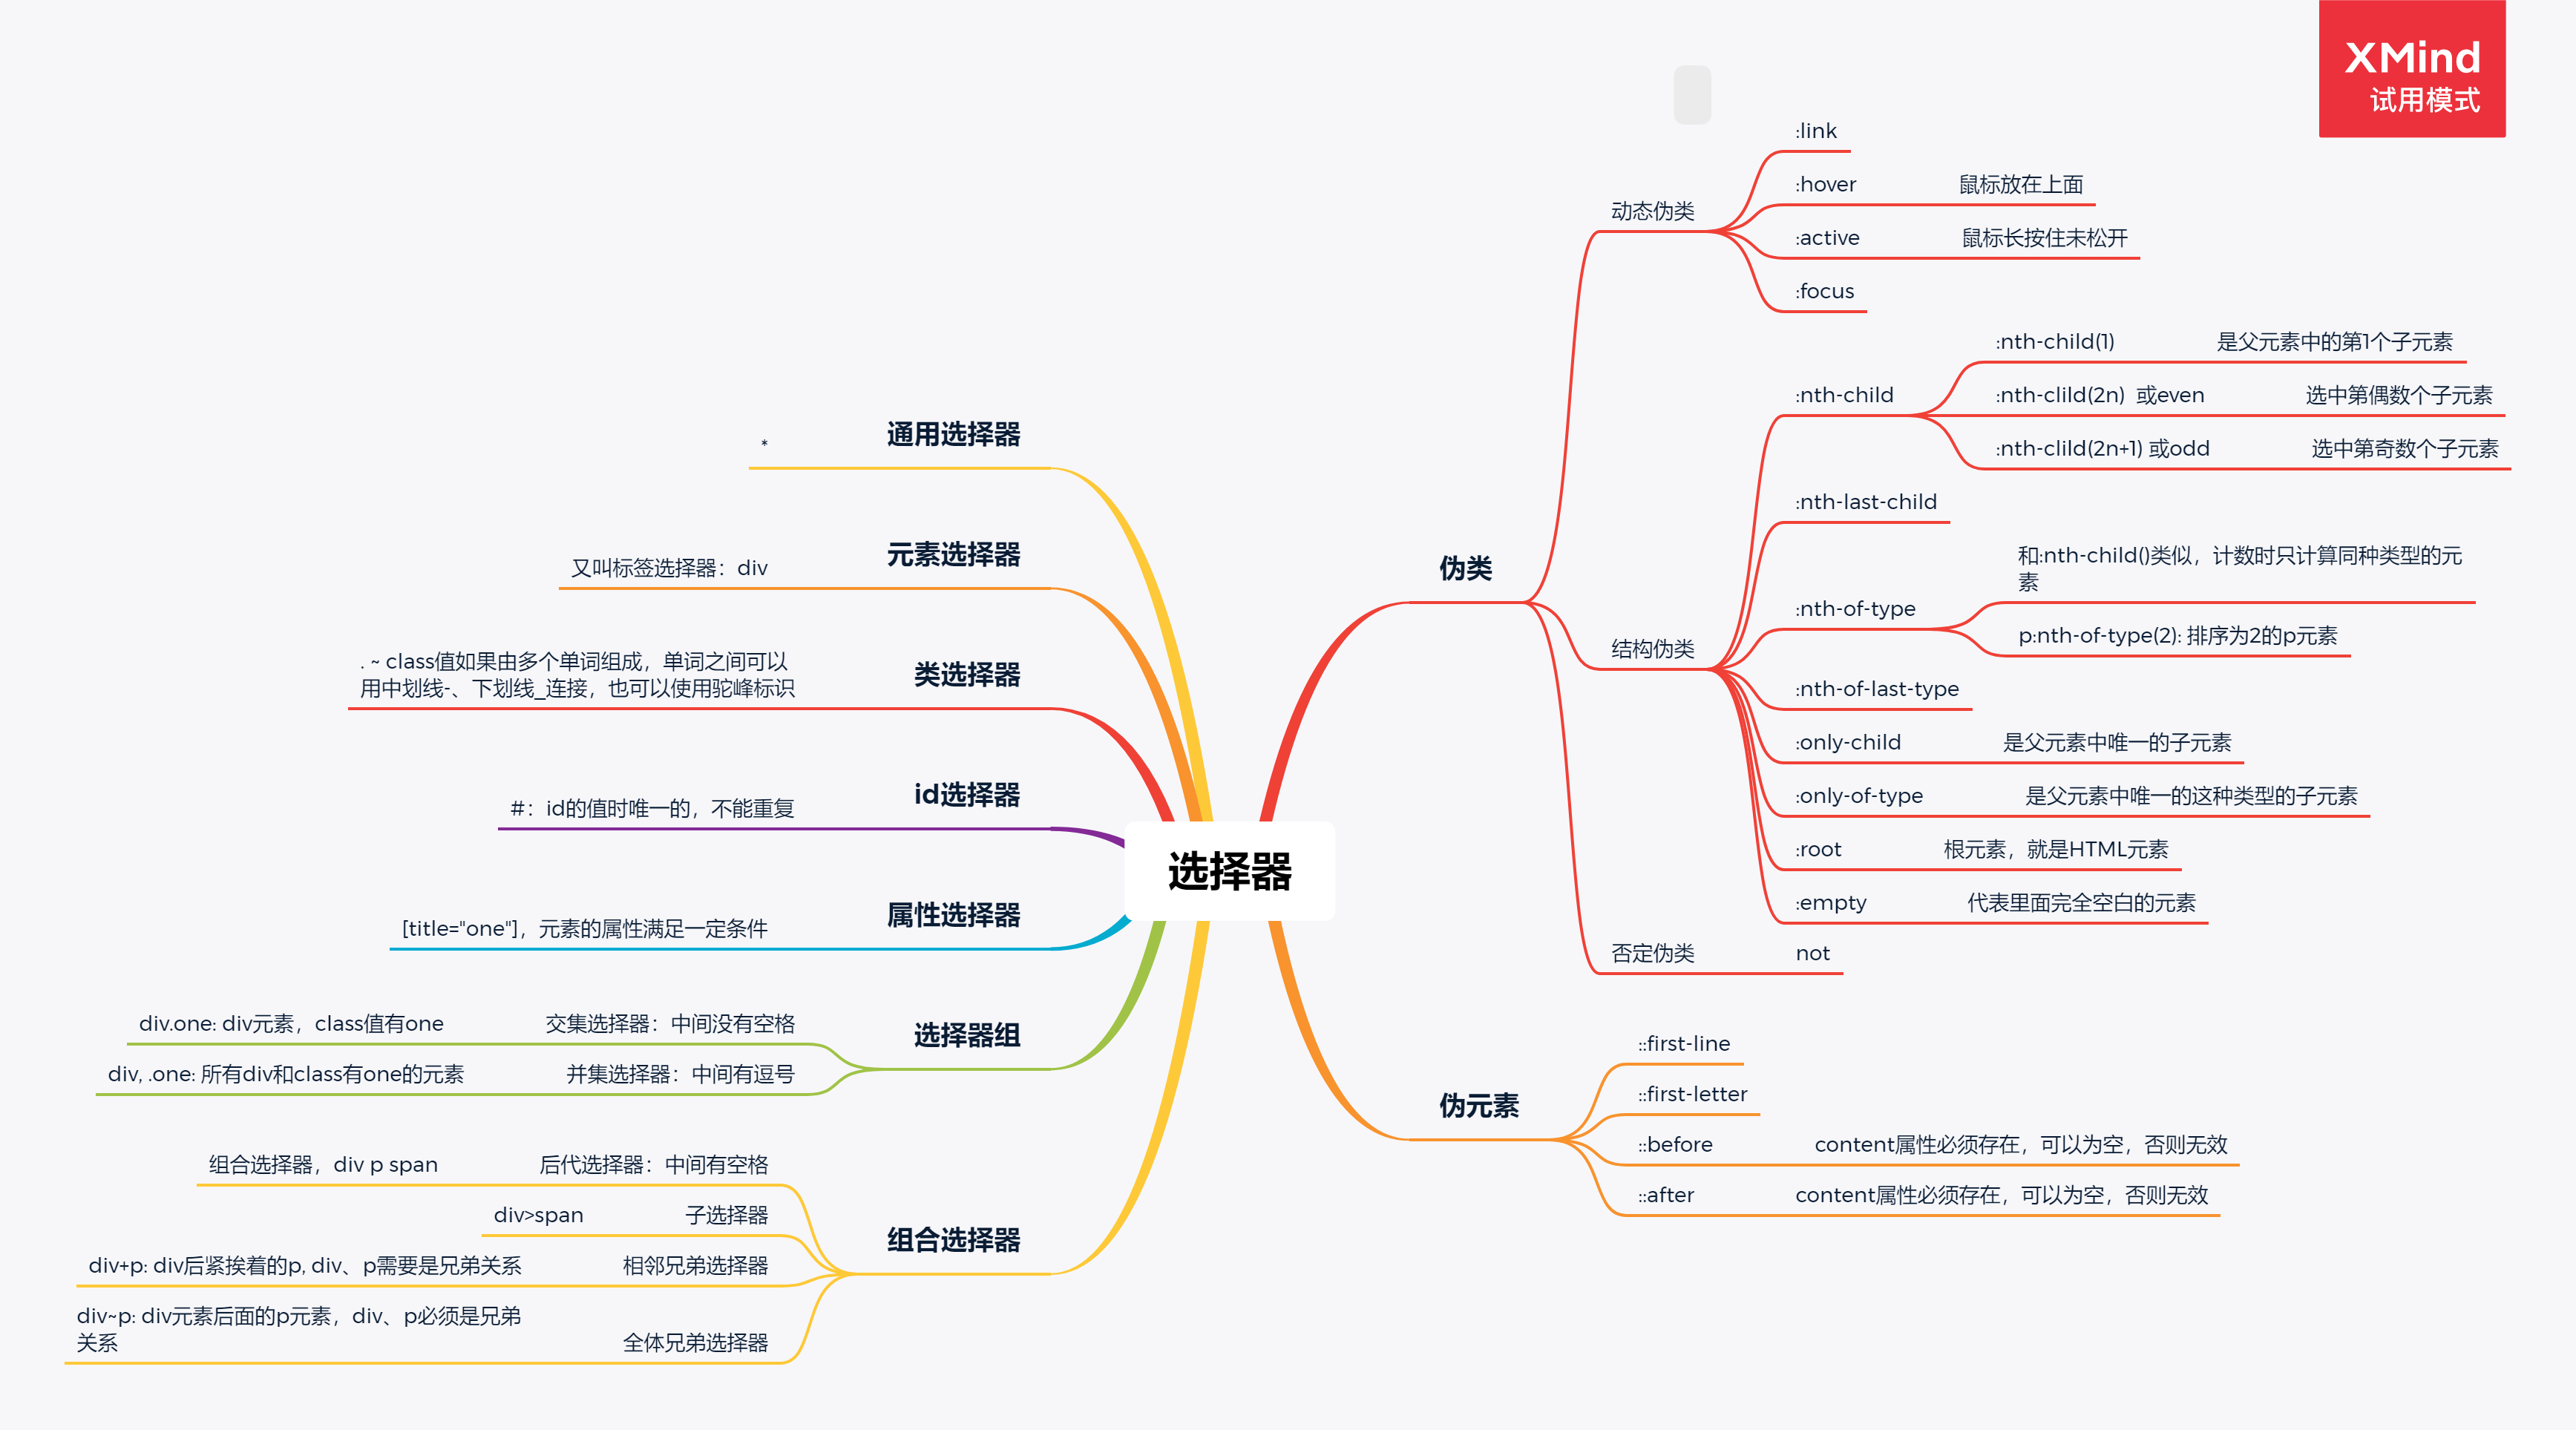 XMind
试用模式
选择器
伪类
动态伪类
:link
:hover 鼠标放在上面
:active 鼠标长按住未松开
:focus
结构伪类
:nth-child
:nth-child(1) 是父元素中的第1个子元素
:nth-clild(2n) 或even 选中第偶数个子元素
:nth-clild(2n+1) 或odd 选中第奇数个子元素
:nth-last-child
:nth-of-type
和:nth-child()类似，计数时只计算同种类型的元
素
p:nth-of-type(2): 排序为2的p元素
:nth-of-last-type
:only-child 是父元素中唯一的子元素
:only-of-type 是父元素中唯一的这种类型的子元素
:root 根元素，就是HTML元素
:empty 代表里面完全空白的元素
否定伪类 not
伪元素
::first-line
::first-letter
::before content属性必须存在，可以为空，否则无效
::after content属性必须存在，可以为空，否则无效
通用选择器
*
元素选择器
又叫标签选择器：div
类选择器
. ~ class值如果由多个单词组成，单词之间可以
用中划线-、下划线_连接，也可以使用驼峰标识
id选择器
#：id的值时唯一的，不能重复
属性选择器
[title="one"]，元素的属性满足一定条件
选择器组
交集选择器：中间没有空格
div.one: div元素，class值有one
并集选择器：中间有逗号
div, .one: 所有div和class有one的元素
组合选择器
后代选择器：中间有空格
组合选择器，div p span
子选择器
div>span
相邻兄弟选择器
div+p: div后紧挨着的p, div、p需要是兄弟关系
全体兄弟选择器
div~p: div元素后面的p元素，div、p必须是兄弟
关系